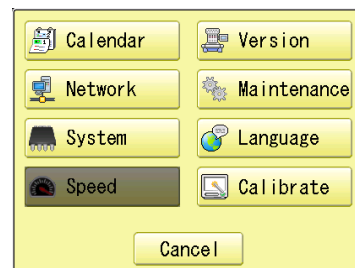 Calendar
Version
Network
Maintenance
System
Language
Speed
Calibrate
Cancel